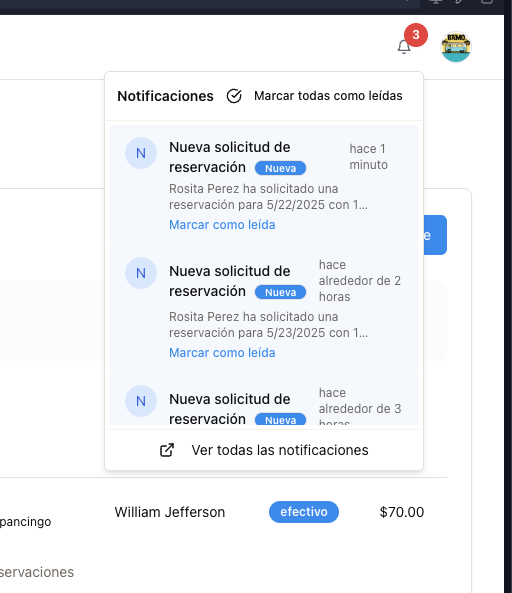 3
BAMO
Notificaciones
Marcar todas como leídas
N
Nueva solicitud de
reservación Nueva
hace 1
minuto
Rosita Perez ha solicitado una
reservación para 5/22/2025 con 1...
Marcar como leída
e
N
Nueva solicitud de
reservación Nueva
hace
alrededor de 2
horas
Rosita Perez ha solicitado una
reservación para 5/23/2025 con 1...
Marcar como leída
N
Nueva solicitud de
reservación Nueva
hace
alrededor de 3
horas
Ver todas las notificaciones
pancingo
William Jefferson
efectivo
$70.00
servaciones